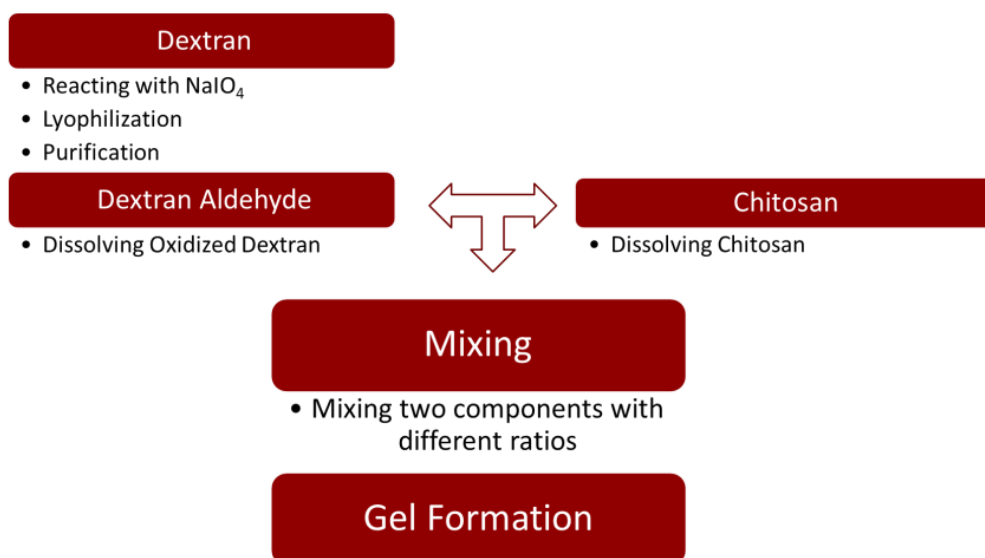 Dextran
• Reacting with NaIO₄
• Lyophilization
• Purification
Dextran Aldehyde
• Dissolving Oxidized Dextran
Chitosan
• Dissolving Chitosan
Mixing
• Mixing two components with
different ratios
Gel Formation